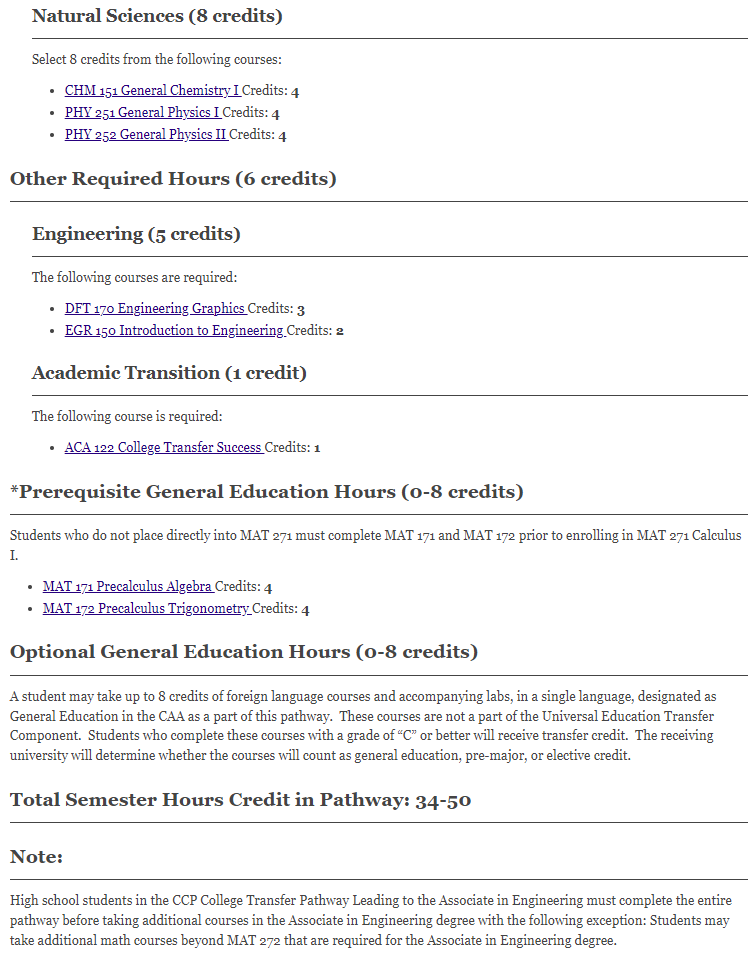 Natural Sciences (8 credits)
Select 8 credits from the following courses:
• CHM 151 General Chemistry I Credits: 4
• PHY 251 General Physics I Credits: 4
• PHY 252 General Physics II Credits: 4
Other Required Hours (6 credits)
Engineering (5 credits)
The following courses are required:
• DFT 170 Engineering Graphics Credits: 3
• EGR 150 Introduction to Engineering Credits: 2
Academic Transition (1 credit)
The following course is required:
• ACA 122 College Transfer Success Credits: 1
*Prerequisite General Education Hours (0-8 credits)
Students who do not place directly into MAT 271 must complete MAT 171 and MAT 172 prior to enrolling in MAT 271 Calculus
I.
• MAT 171 Precalculus Algebra Credits: 4
• MAT 172 Precalculus Trigonometry Credits: 4
Optional General Education Hours (0-8 credits)
A student may take up to 8 credits of foreign language courses and accompanying labs, in a single language, designated as
General Education in the CAA as a part of this pathway.  These courses are not a part of the Universal Education Transfer
Component.  Students who complete these courses with a grade of “C” or better will receive transfer credit.  The receiving
university will determine whether the courses will count as general education, pre-major, or elective credit.
Total Semester Hours Credit in Pathway: 34-50
Note:
High school students in the CCP College Transfer Pathway Leading to the Associate in Engineering must complete the entire
pathway before taking additional courses in the Associate in Engineering degree with the following exception: Students may
take additional math courses beyond MAT 272 that are required for the Associate in Engineering degree.